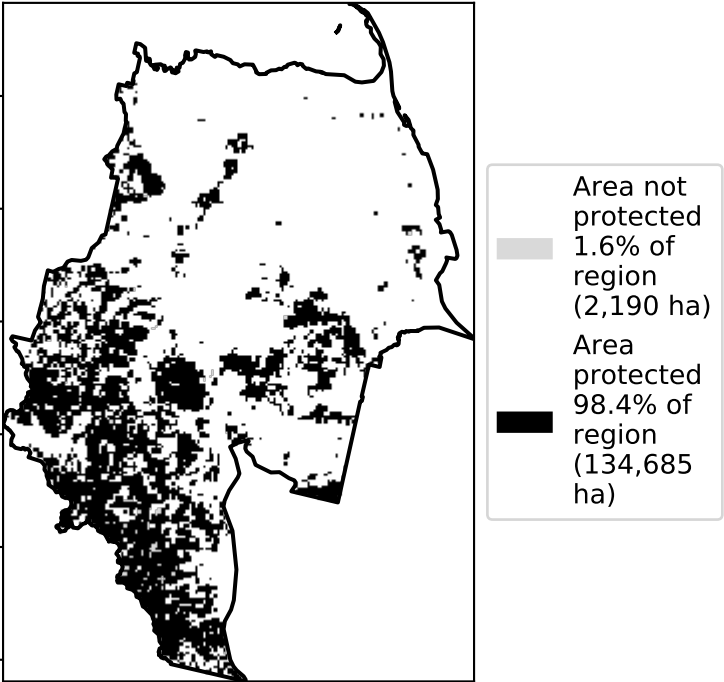 Area not
protected
1.6% of
region
(2,190 ha)
Area
protected
98.4% of
region
(134,685
ha)